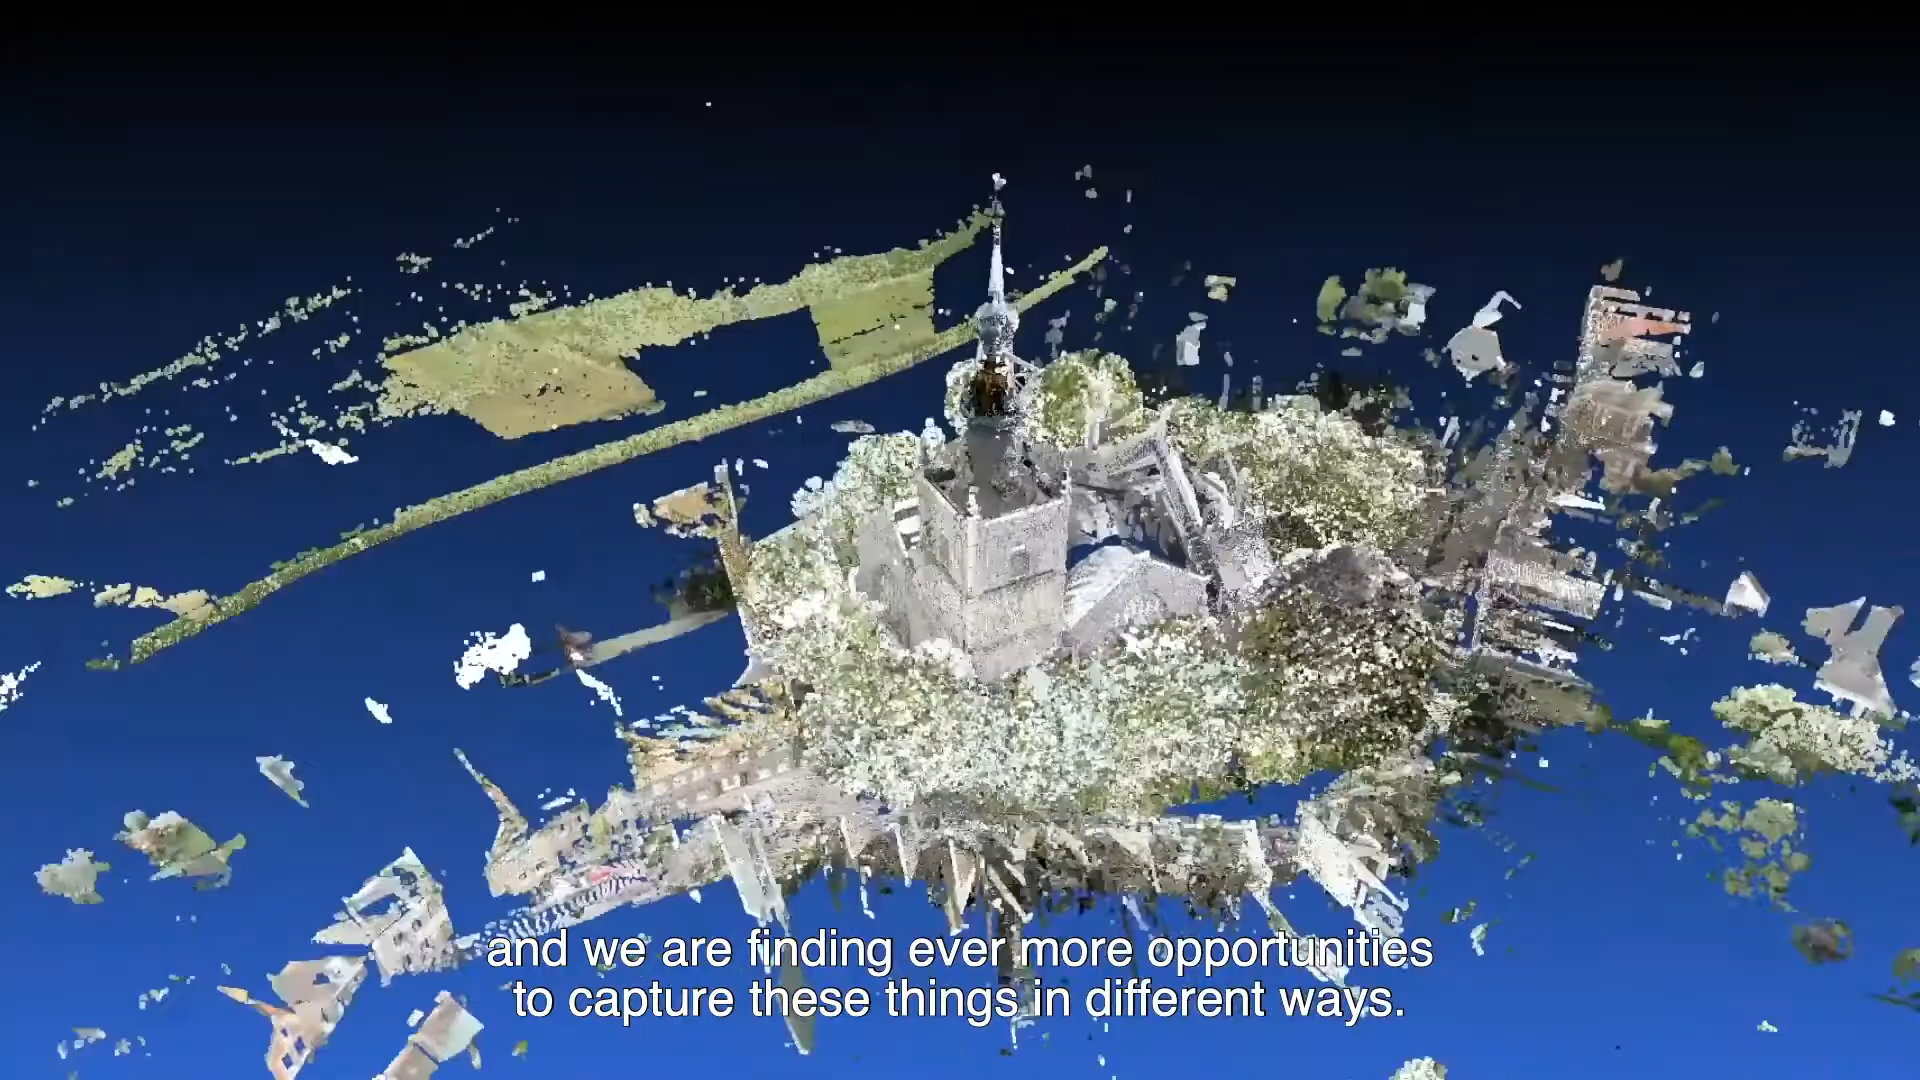 and we are finding ever more opportunities
to capture these things in different ways.